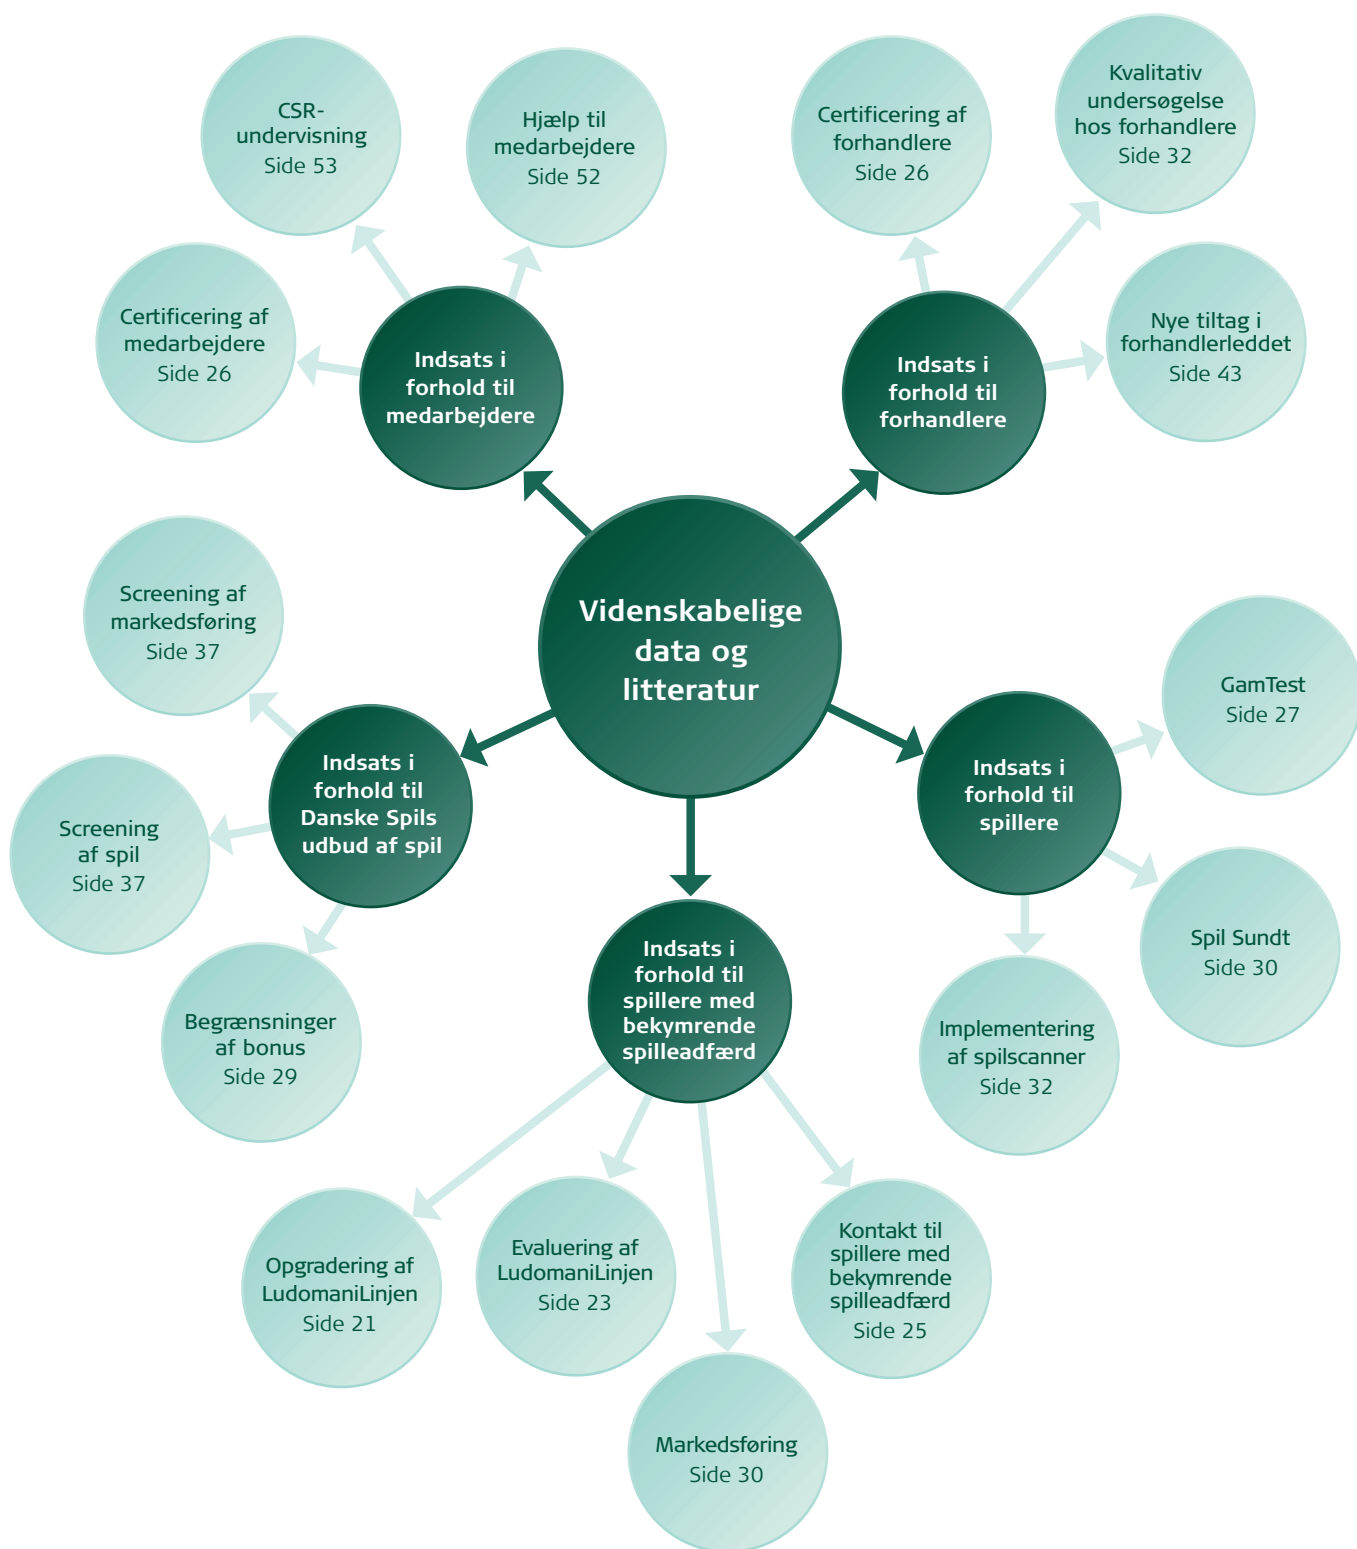 CSR-
undervisning
Side 53
Hjælp til
medarbejdere
Side 52
Certificering af
medarbejdere
Side 26
Indsats i
forhold til
medarbejdere
Certificering af
forhandlere
Side 26
Kvalitativ
undersøgelse
hos forhandlere
Side 32
Nye tiltag i
forhandlerleddet
Side 43
Indsats i
forhold til
forhandlere
Videnskabelige
data og
litteratur
Screening af
markedsføring
Side 37
Screening
af spil
Side 37
Begrænsninger
af bonus
Side 29
Indsats i
forhold til
Danske Spils
udbud af spil
Indsats i
forhold til
spillere
GamTest
Side 27
Spil Sundt
Side 30
Implementering
af spilscanner
Side 32
Indsats i
forhold til
spillere med
bekymrende
spilleadfærd
Opgradering af
LudomaniLinjen
Side 21
Evaluering af
LudomaniLinjen
Side 23
Markedsføring
Side 30
Kontakt til
spillere med
bekymrende
spilleadfærd
Side 25